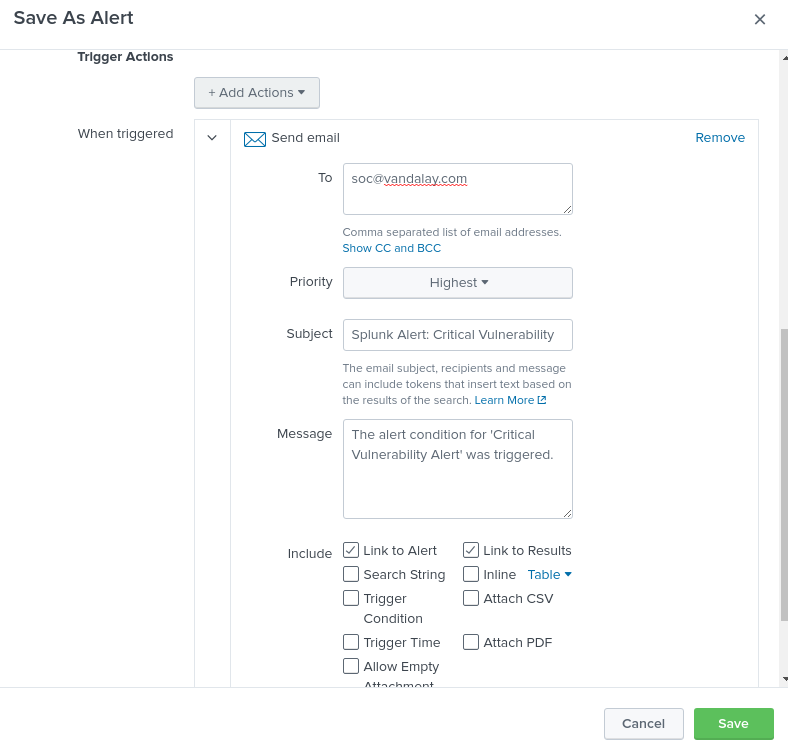 Save As Alert
Trigger Actions
+ Add Actions
When triggered
Send email
Remove
To
soc@vandalay.com
Comma separated list of email addresses.
Show CC and BCC
Priority
Highest
Subject
Splunk Alert: Critical Vulnerability
The email subject, recipients and message
can include tokens that insert text based on
the results of the search. Learn More
Message
The alert condition for 'Critical
Vulnerability Alert' was triggered.
Include
Link to Alert
Link to Results
Search String
Inline Table
Trigger
Condition
Attach CSV
Trigger Time
Attach PDF
Allow Empty
Attachment
Cancel
Save